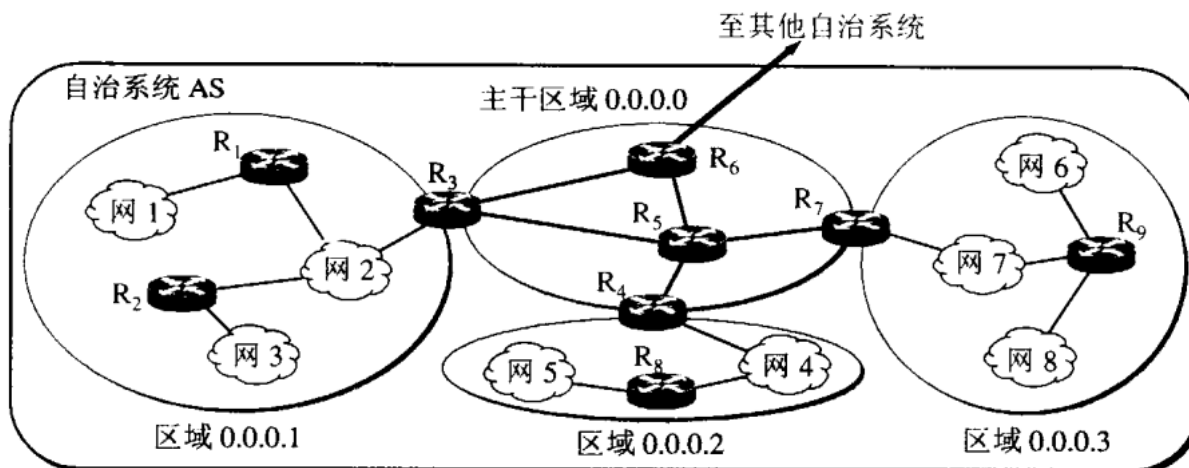 至其他自治系统
自治系统 AS
主干区域 0.0.0.0
R1
R3
R6
网 6
网 1
R5
R7
R9
网 2
网 7
R2
R4
网 3
网 5
R8
网 4
网 8
区域 0.0.0.1
区域 0.0.0.2
区域 0.0.0.3